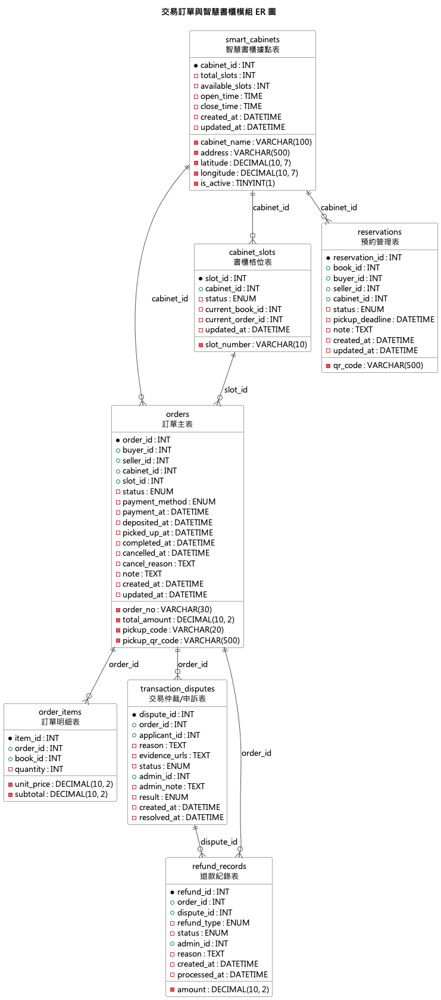 交易訂單與智慧書櫃模組 ER 圖
smart_cabinets
智慧書櫃據點表
cabinet_id : INT
total_slots : INT
available_slots : INT
open_time : TIME
close_time : TIME
created_at : DATETIME
updated_at : DATETIME
cabinet_name : VARCHAR(100)
address : VARCHAR(500)
latitude : DECIMAL(10, 7)
longitude : DECIMAL(10, 7)
is_active : TINYINT(1)
cabinet_id
cabinet_id
cabinet_id
reservations
預約管理表
reservation_id : INT
book_id : INT
buyer_id : INT
seller_id : INT
cabinet_id : INT
status : ENUM
pickup_deadline : DATETIME
note : TEXT
created_at : DATETIME
updated_at : DATETIME
qr_code : VARCHAR(500)
cabinet_slots
書櫃格位表
slot_id : INT
cabinet_id : INT
status : ENUM
current_book_id : INT
current_order_id : INT
updated_at : DATETIME
slot_number : VARCHAR(10)
slot_id
orders
訂單主表
order_id : INT
buyer_id : INT
seller_id : INT
cabinet_id : INT
slot_id : INT
status : ENUM
payment_method : ENUM
payment_at : DATETIME
deposited_at : DATETIME
picked_up_at : DATETIME
completed_at : DATETIME
cancelled_at : DATETIME
cancel_reason : TEXT
note : TEXT
created_at : DATETIME
updated_at : DATETIME
order_no : VARCHAR(30)
total_amount : DECIMAL(10, 2)
pickup_code : VARCHAR(20)
pickup_qr_code : VARCHAR(500)
order_id
order_id
order_id
order_items
訂單明細表
item_id : INT
order_id : INT
book_id : INT
quantity : INT
unit_price : DECIMAL(10, 2)
subtotal : DECIMAL(10, 2)
transaction_disputes
交易仲裁/申訴表
dispute_id : INT
order_id : INT
applicant_id : INT
reason : TEXT
evidence_urls : TEXT
status : ENUM
admin_id : INT
admin_note : TEXT
result : ENUM
created_at : DATETIME
resolved_at : DATETIME
dispute_id
refund_records
退款紀錄表
refund_id : INT
order_id : INT
dispute_id : INT
refund_type : ENUM
status : ENUM
admin_id : INT
reason : TEXT
created_at : DATETIME
processed_at : DATETIME
amount : DECIMAL(10, 2)